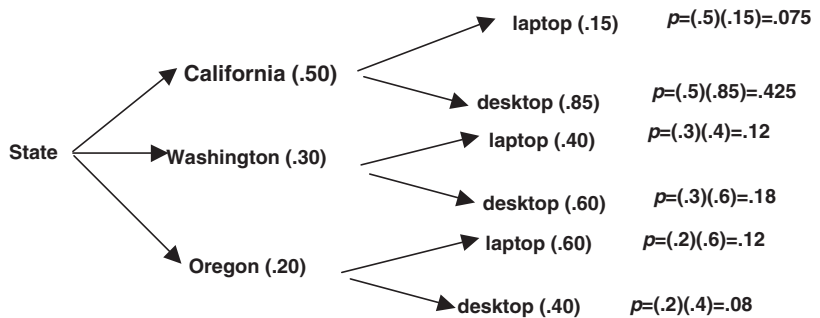 laptop (.15) p=(.5)(.15)=.075
California (.50)
desktop (.85) p=(.5)(.85)=.425
laptop (.40) p=(.3)(.4)=.12
State
Washington (.30)
desktop (.60) p=(.3)(.6)=.18
laptop (.60) p=(.2)(.6)=.12
Oregon (.20)
desktop (.40) p=(.2)(.4)=.08